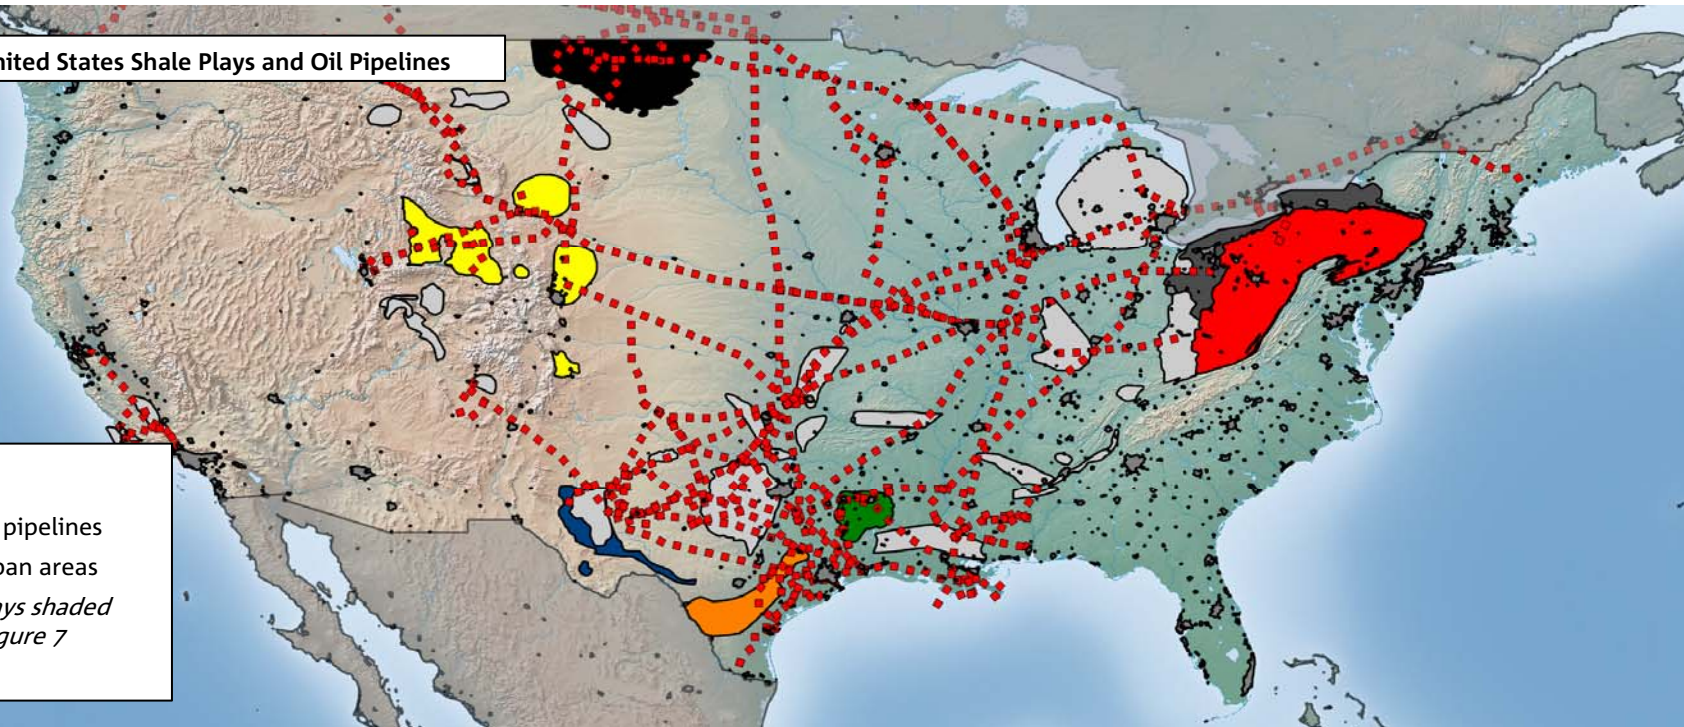 nited States Shale Plays and Oil Pipelines
pipelines
ban areas
ys shaded
gure 7